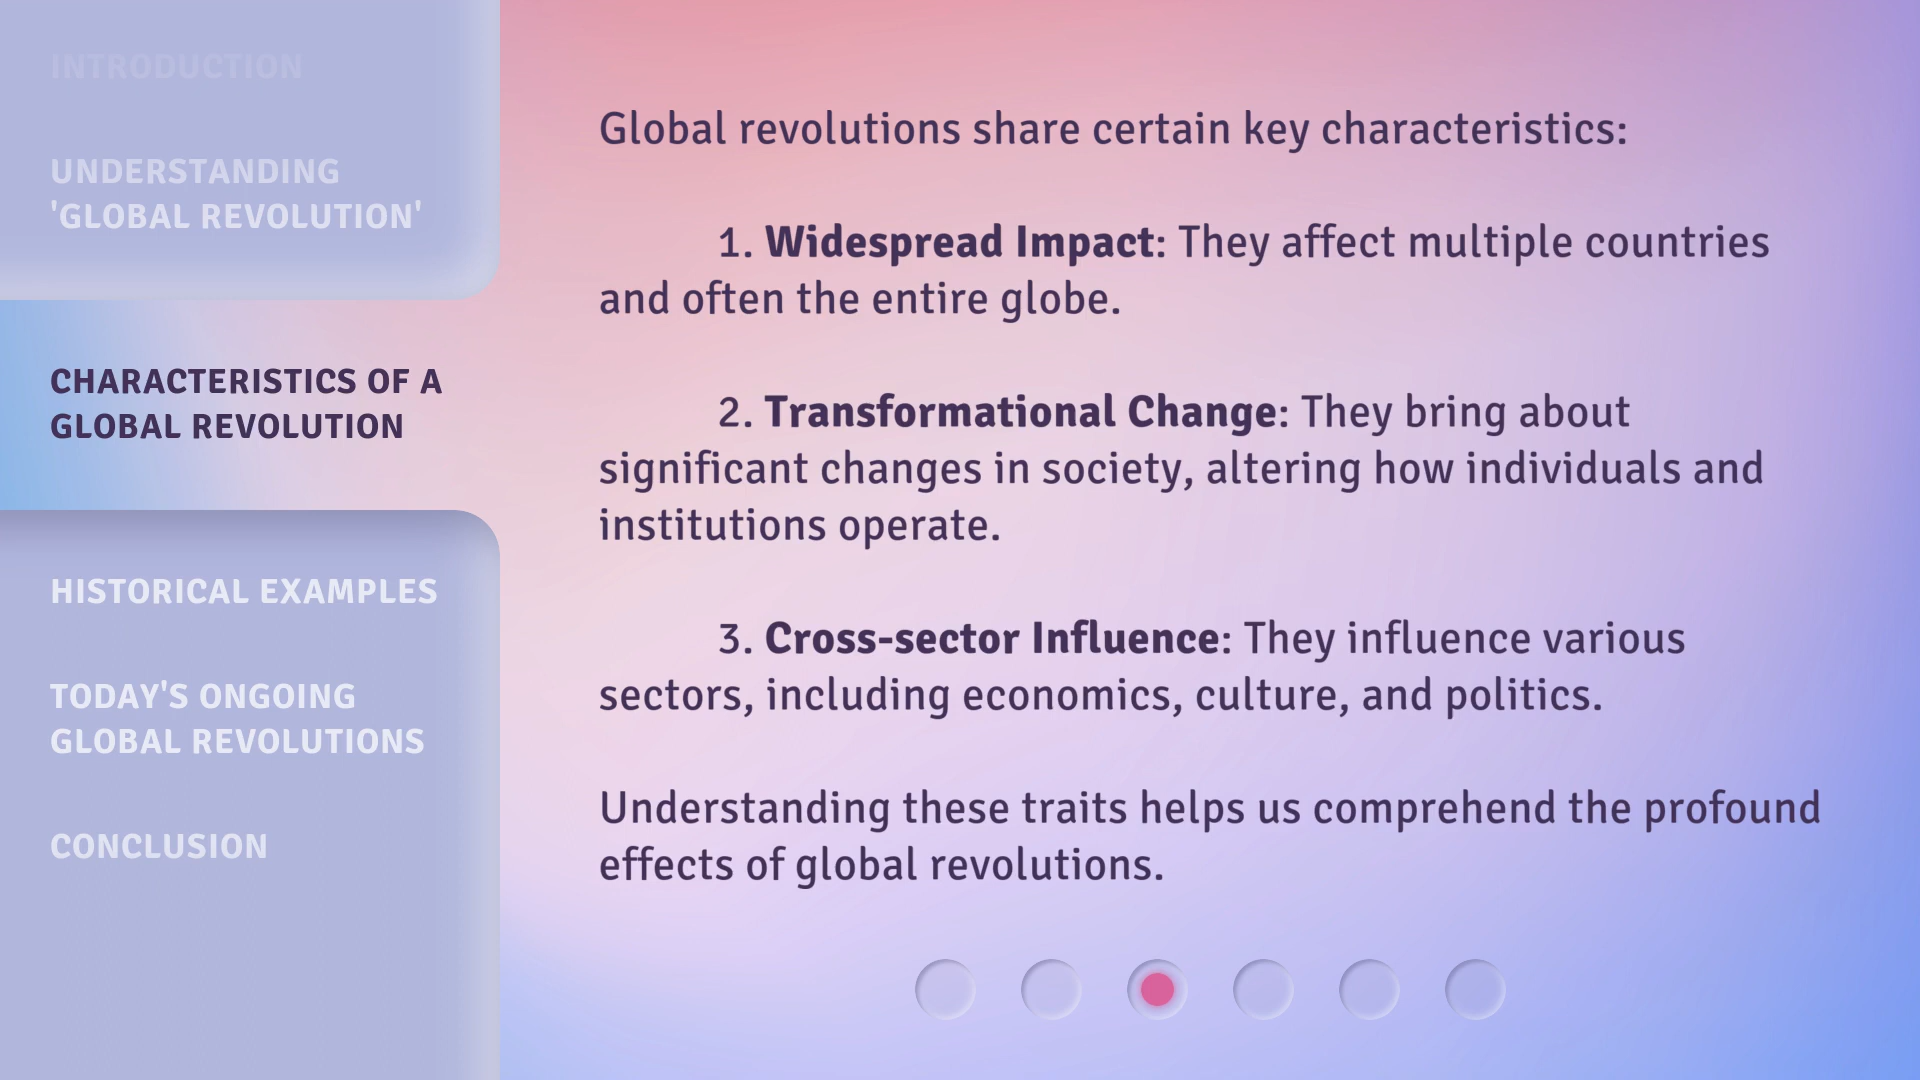 INTRODUCTION
UNDERSTANDING
'GLOBAL REVOLUTION'
CHARACTERISTICS OF A
GLOBAL REVOLUTION
HISTORICAL EXAMPLES
TODAY'S ONGOING
GLOBAL REVOLUTIONS
CONCLUSION
Global revolutions share certain key characteristics:
1. Widespread Impact: They affect multiple countries
and often the entire globe.
2. Transformational Change: They bring about
significant changes in society, altering how individuals and
institutions operate.
3. Cross-sector Influence: They influence various
sectors, including economics, culture, and politics.
Understanding these traits helps us comprehend the profound
effects of global revolutions.